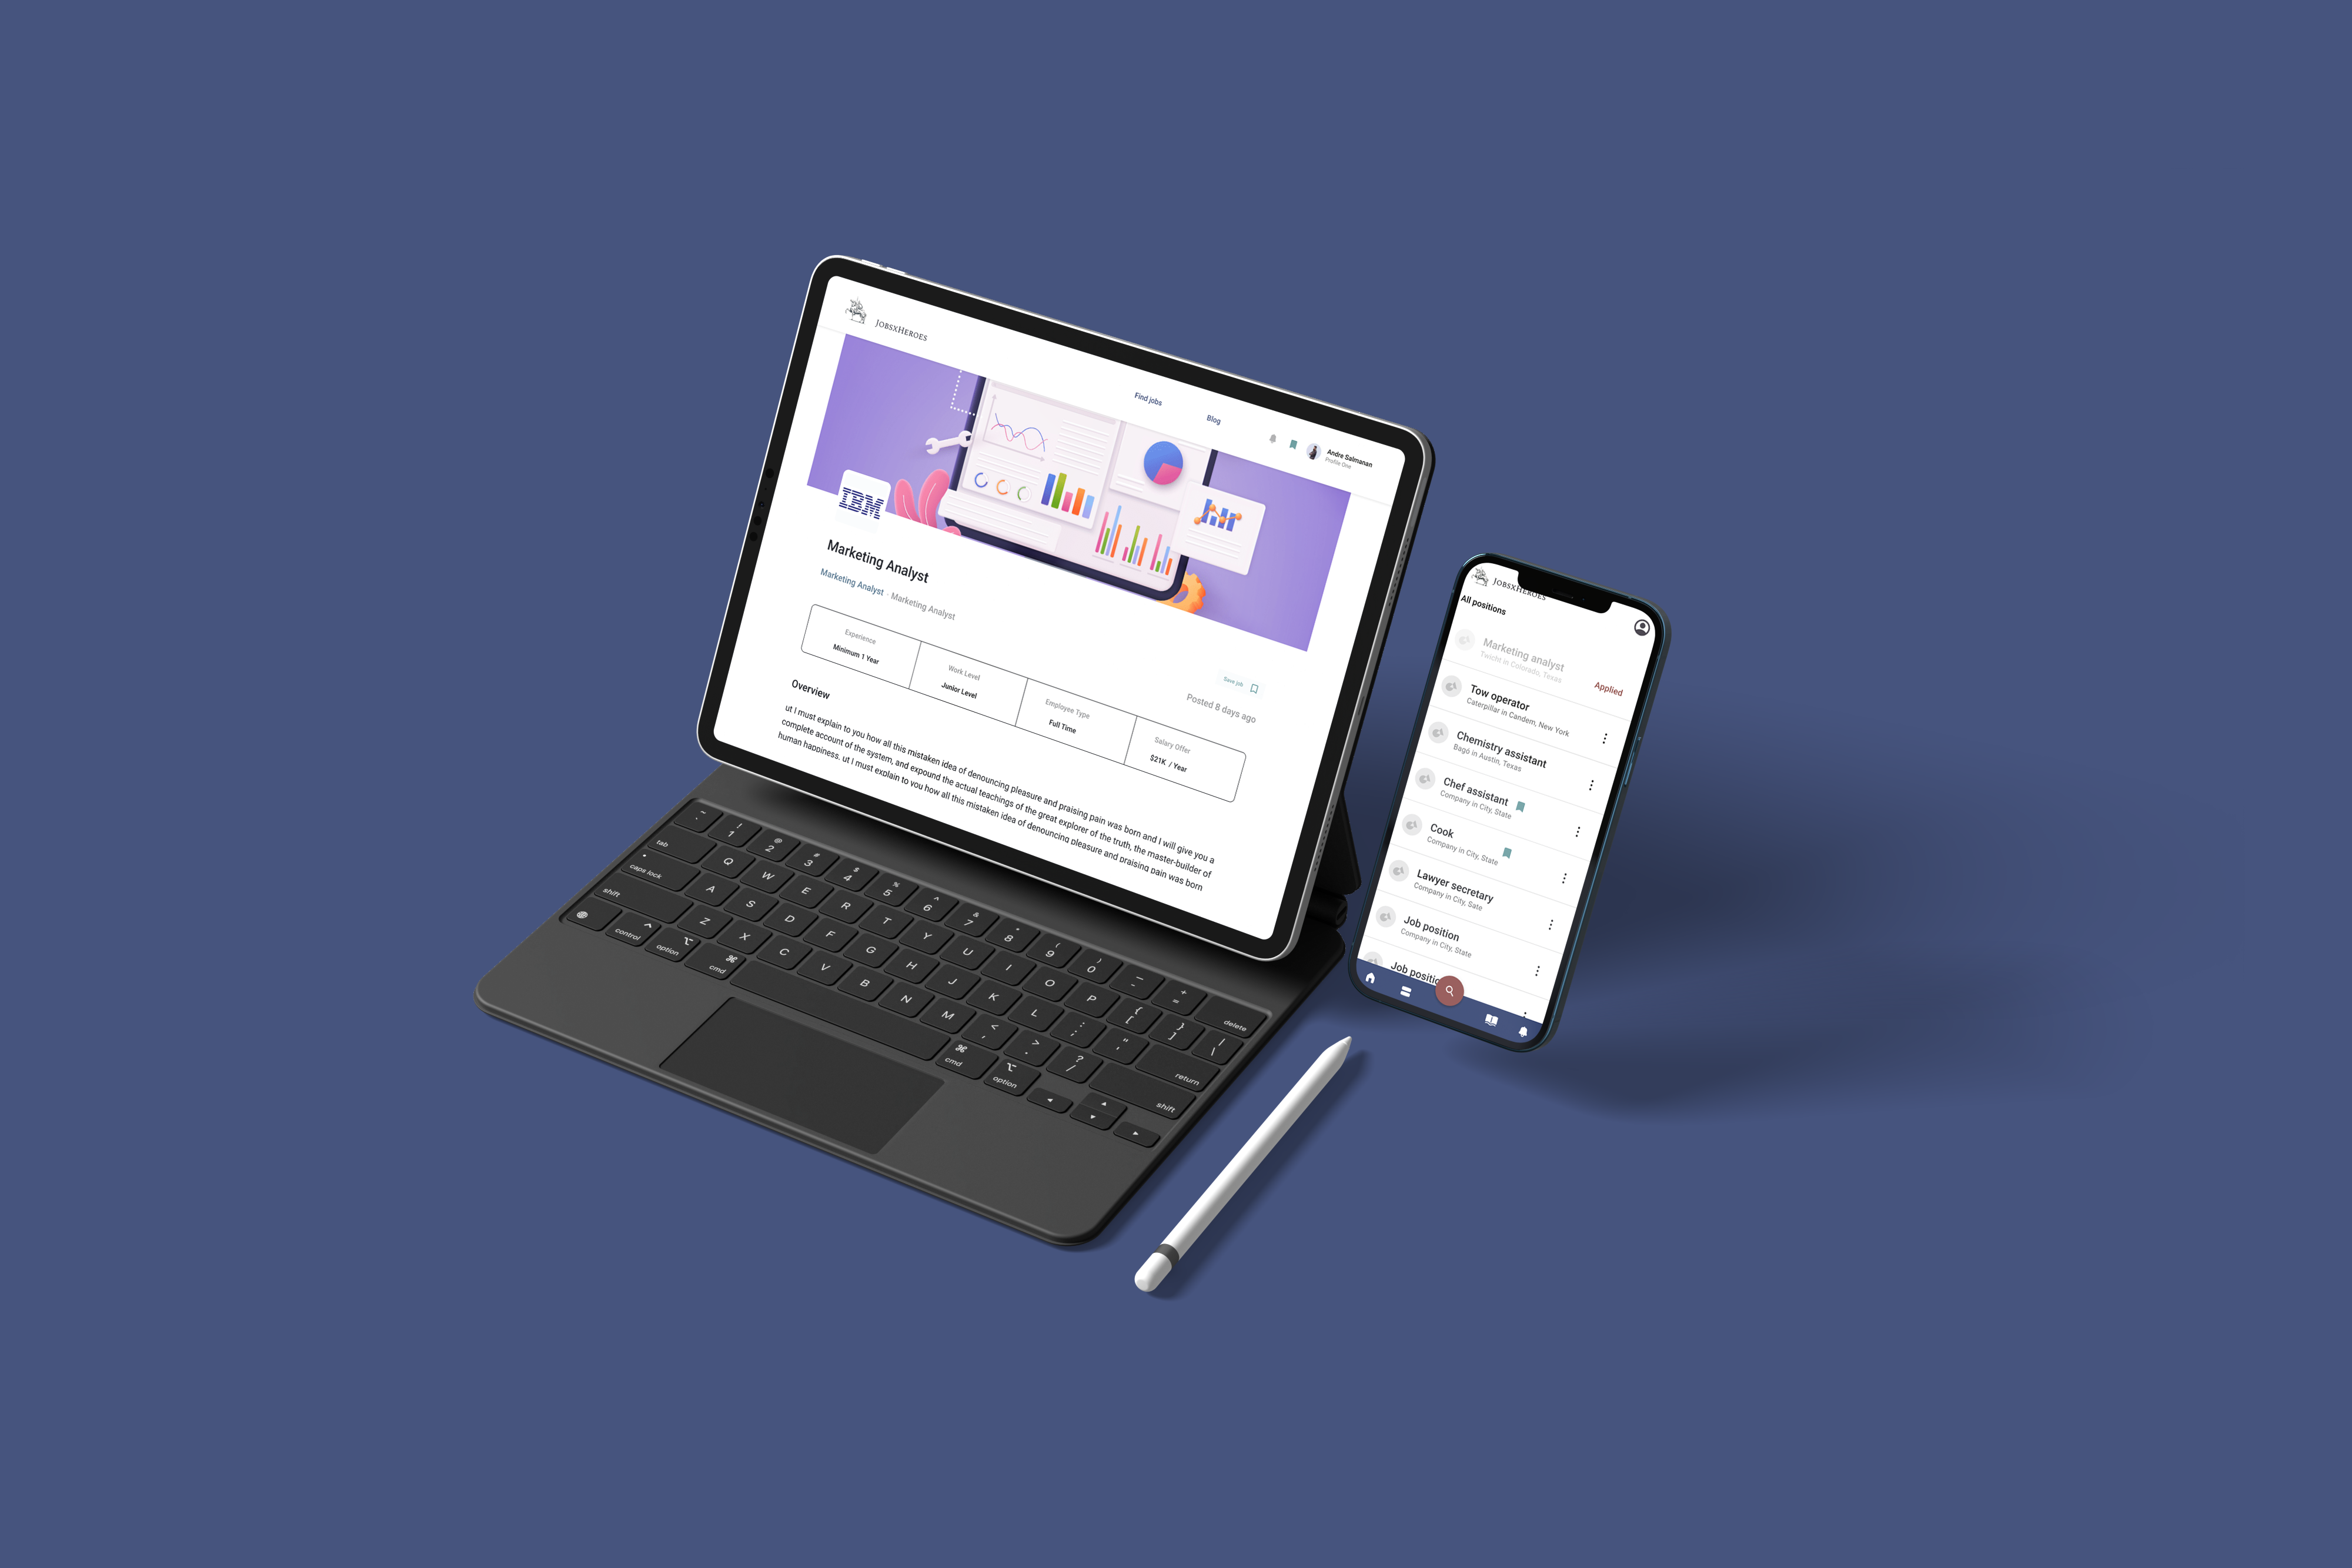 JobsxHeroes
Find jobs
Blog
Andre Salmanan
Profile One
IBM
Marketing Analyst
Marketing Analyst · Marketing Analyst
Save job
Posted 8 days ago
Experience
Minimum 1 Year
Work Level
Junior Level
Employee Type
Full Time
Salary Offer
$21K / Year
Overview
ut I must explain to you how all this mistaken idea of denouncing pleasure and praising pain was born and I will give you a
complete account of the system, and expound the actual teachings of the great explorer of the truth, the master-builder of
human happiness. ut I must explain to you how all this mistaken idea of denouncing pleasure and praising pain was born
JobsxHeroes
All positions
Marketing analyst
Twicht in Colorado, Texas
Applied
Tow operator
Caterpillar in Candem, New York
Chemistry assistant
Bagó in Austin, Texas
Chef assistant
Company in City, State
Cook
Company in City, State
Lawyer secretary
Company in City, Sate
Job position
Company in City, State
Job positio
! @ # $ % ^ & * ( ) — +
1 2 3 4 5 6 7 8 9 0 - = delete
tab Q W E R T Y U I O P { [ } ] | \
caps lock A S D F G H J K L : ; " ' return
shift Z X C V B N M < , > . ? / shift
control option cmd cmd option